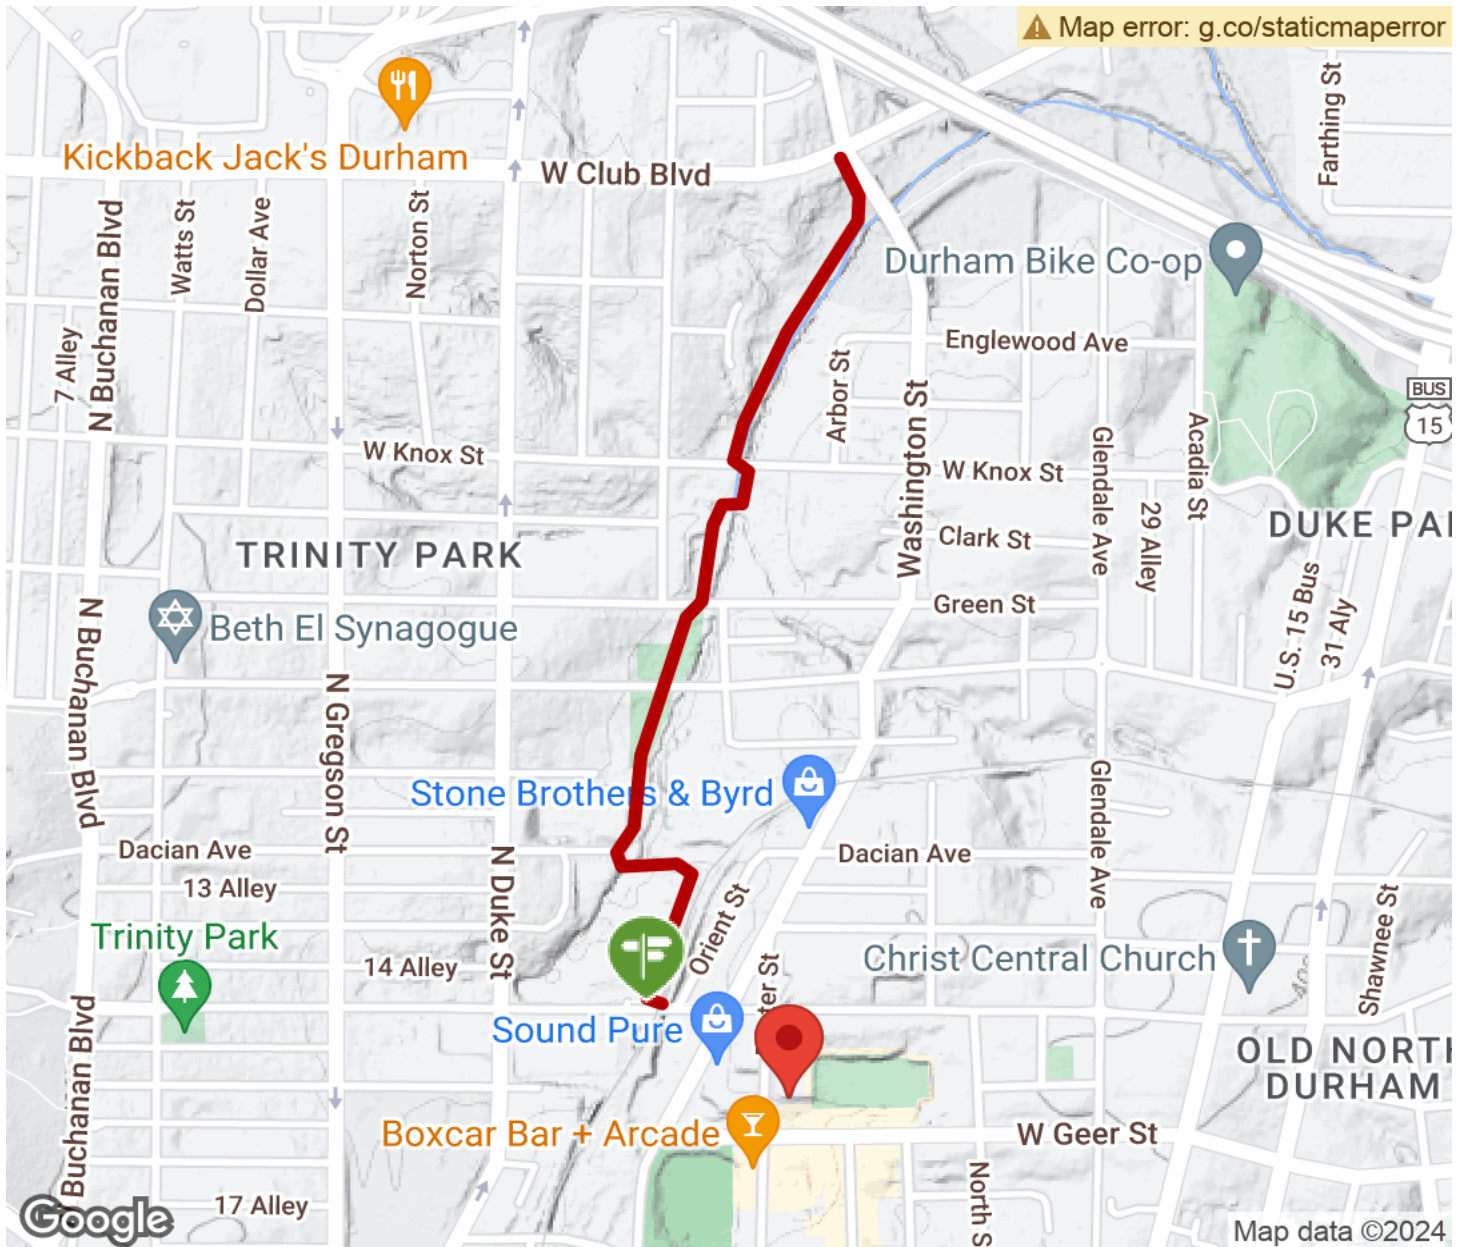 Map error: g.co/staticmaperror
Kickback Jack's Durham
W Club Blvd
Farthing St
N Buchanan Blvd
Watts St
Dollar Ave
Norton St
Durham Bike Co-op
7 Alley
Englewood Ave
Arbor St
Washington St
BUS
15
W Knox St
W Knox St
Glendale Ave
Acadia St
29 Alley
DUKE PA
Clark St
TRINITY PARK
U.S. 15 Bus
31 Aly
Green St
Beth El Synagogue
N Buchanan Blvd
N Gregson St
Stone Brothers & Byrd
Glendale Ave
Dacian Ave
Dacian Ave
13 Alley
N Duke St
Orient St
Trinity Park
14 Alley
Christ Central Church
Shawnee St
ter St
Sound Pure
OLD NORTH
DURHAM
Buchanan Blvd
Boxcar Bar + Arcade
W Geer St
North S
17 Alley
Google
Map data ©2024